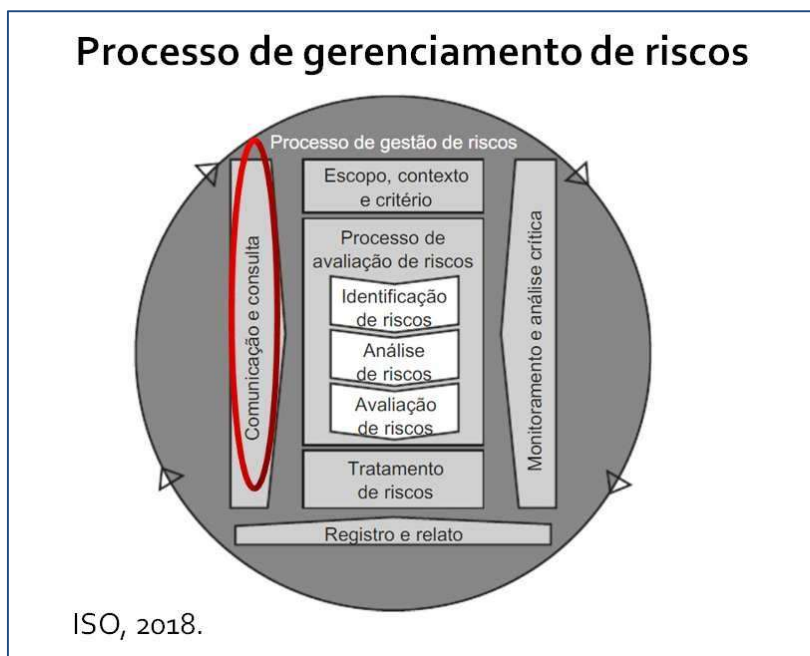 Processo de gerenciamento de riscos
Processo de gestão de riscos
Comunicação e consulta
Escopo, contexto
e critério
Processo de
avaliação de riscos
Identificação
de riscos
Análise
de riscos
Avaliação
de riscos
Tratamento
de riscos
Monitoramento e análise crítica
Registro e relato
ISO, 2018.